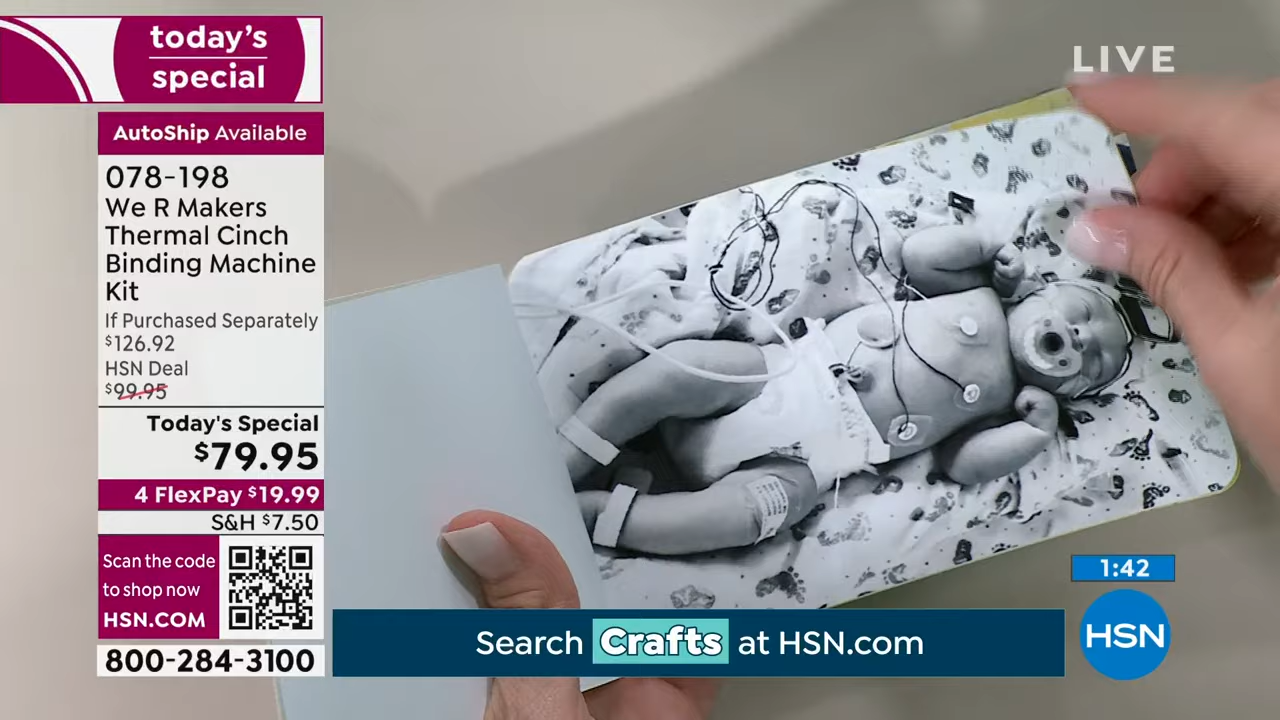 today's
special
LIVE
AutoShip Available
078-198
We R Makers
Thermal Cinch
Binding Machine
Kit
If Purchased Separately
$126.92
HSN Deal
$99.95
Today's Special
$79.95
4 FlexPay $19.99
S&H $7.50
Scan the code
to shop now
HSN.COM
800-284-3100
Search Crafts at HSN.com
1:42
HSN